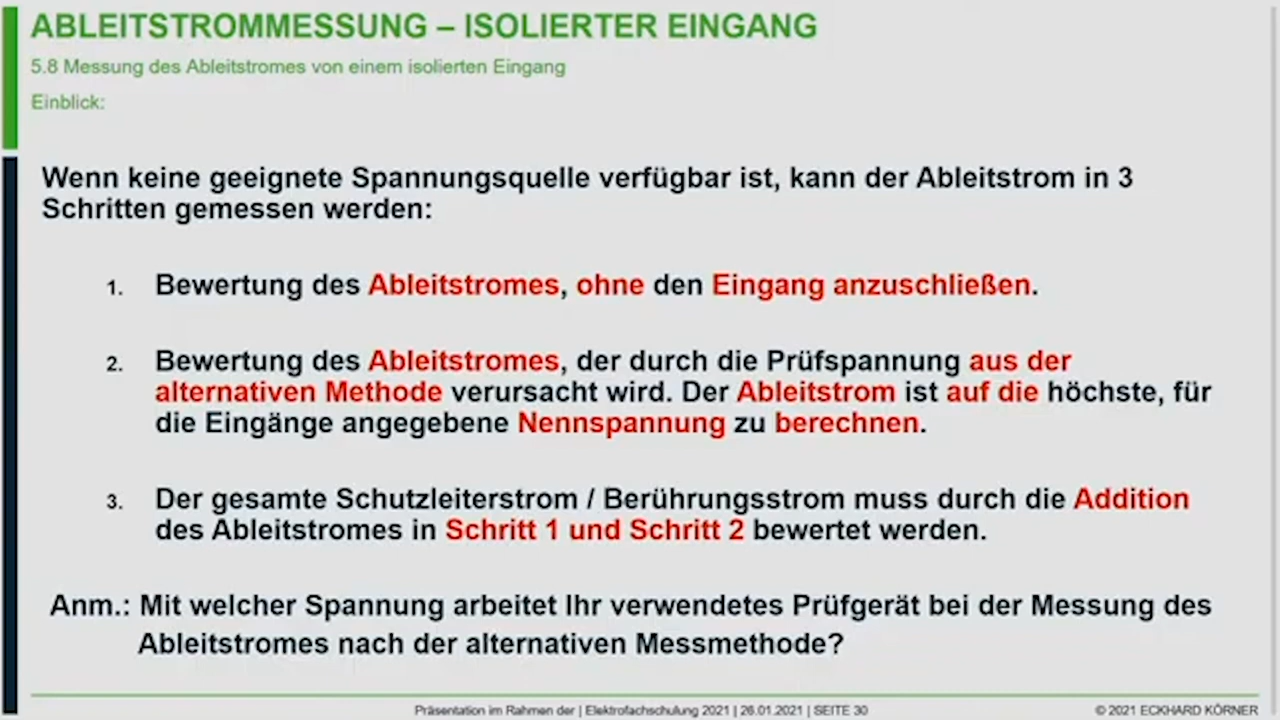 ABLEITSTROMMESSUNG – ISOLIERTER EINGANG
5.8 Messung des Ableitstromes von einem isolierten Eingang
Einblick:
Wenn keine geeignete Spannungsquelle verfügbar ist, kann der Ableitstrom in 3
Schritten gemessen werden:
1. Bewertung des Ableitstromes, ohne den Eingang anzuschließen.
2. Bewertung des Ableitstromes, der durch die Prüfspannung aus der
alternativen Methode verursacht wird. Der Ableitstrom ist auf die höchste, für
die Eingänge angegebene Nennspannung zu berechnen.
3. Der gesamte Schutzleiterstrom / Berührungsstrom muss durch die Addition
des Ableitstromes in Schritt 1 und Schritt 2 bewertet werden.
Anm.: Mit welcher Spannung arbeitet Ihr verwendetes Prüfgerät bei der Messung des
Ableitstromes nach der alternativen Messmethode?
Präsentation im Rahmen der | Elektrofachschulung 2021 | 26.01.2021 | SEITE 30
© 2021 ECKHARD KÖRNER